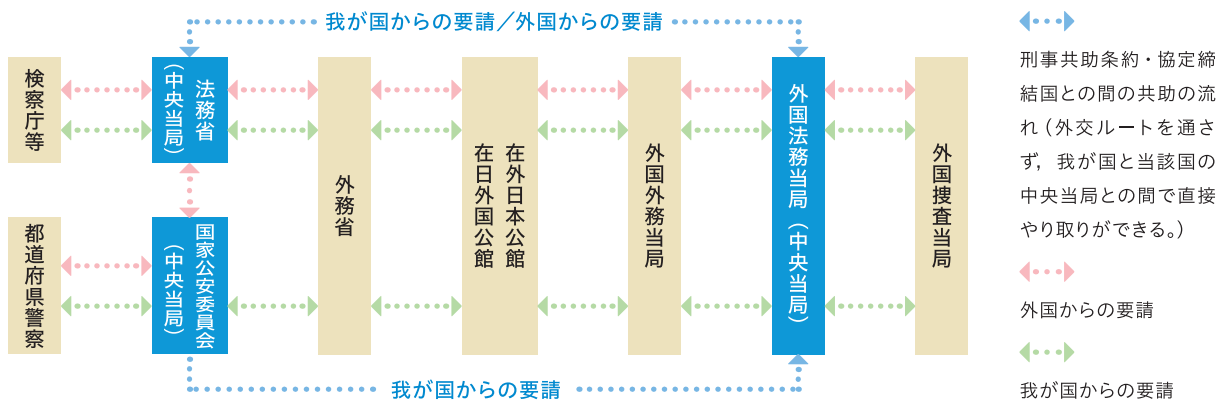 我が国からの要請／外国からの要請
検察庁等
法務省
（中央当局）
都道府県警察
国家公安委員会
（中央当局）
外務省
在外日本公館
在日外国公館
外国外務当局
外国法務当局（中央当局）
外国捜査当局
我が国からの要請
刑事共助条約・協定締
結国との間の共助の流
れ（外交ルートを通さ
ず，我が国と当該国の
中央当局との間で直接
やり取りができる。）
外国からの要請
我が国からの要請